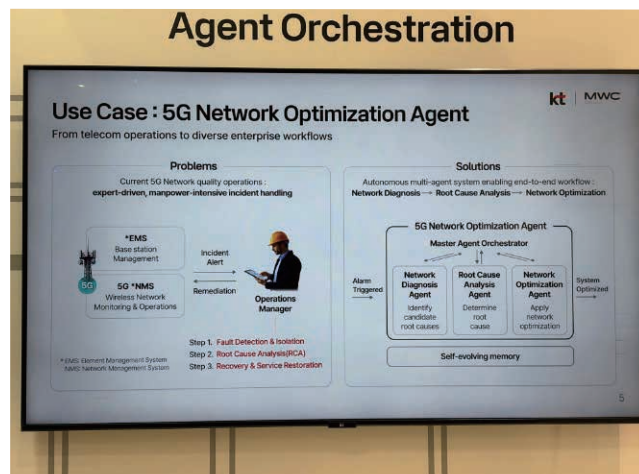 Agent Orchestration
kt | MWC
Use Case : 5G Network Optimization Agent
From telecom operations to diverse enterprise workflows
Problems
Current 5G Network quality operations :
expert-driven, manpower-intensive incident handling
*EMS
Base station
Management
5G
5G *NMS
Wireless Network
Monitoring & Operations
Incident
Alert
Remediation
Operations
Manager
Step 1. Fault Detection & Isolation
Step 2. Root Cause Analysis(RCA)
Step 3. Recovery & Service Restoration
*EMS: Element Management System
NMS: Network Management System
Solutions
Autonomous multi-agent system enabling end-to-end workflow :
Network Diagnosis → Root Cause Analysis → Network Optimization
5G Network Optimization Agent
Master Agent Orchestrator
Alarm
Triggered
Network
Diagnosis
Agent
Identify
candidate
root causes
Root Cause
Analysis
Agent
Determine
root
cause
Network
Optimization
Agent
Apply
network
optimization
System
Optimized
Self-evolving memory
5